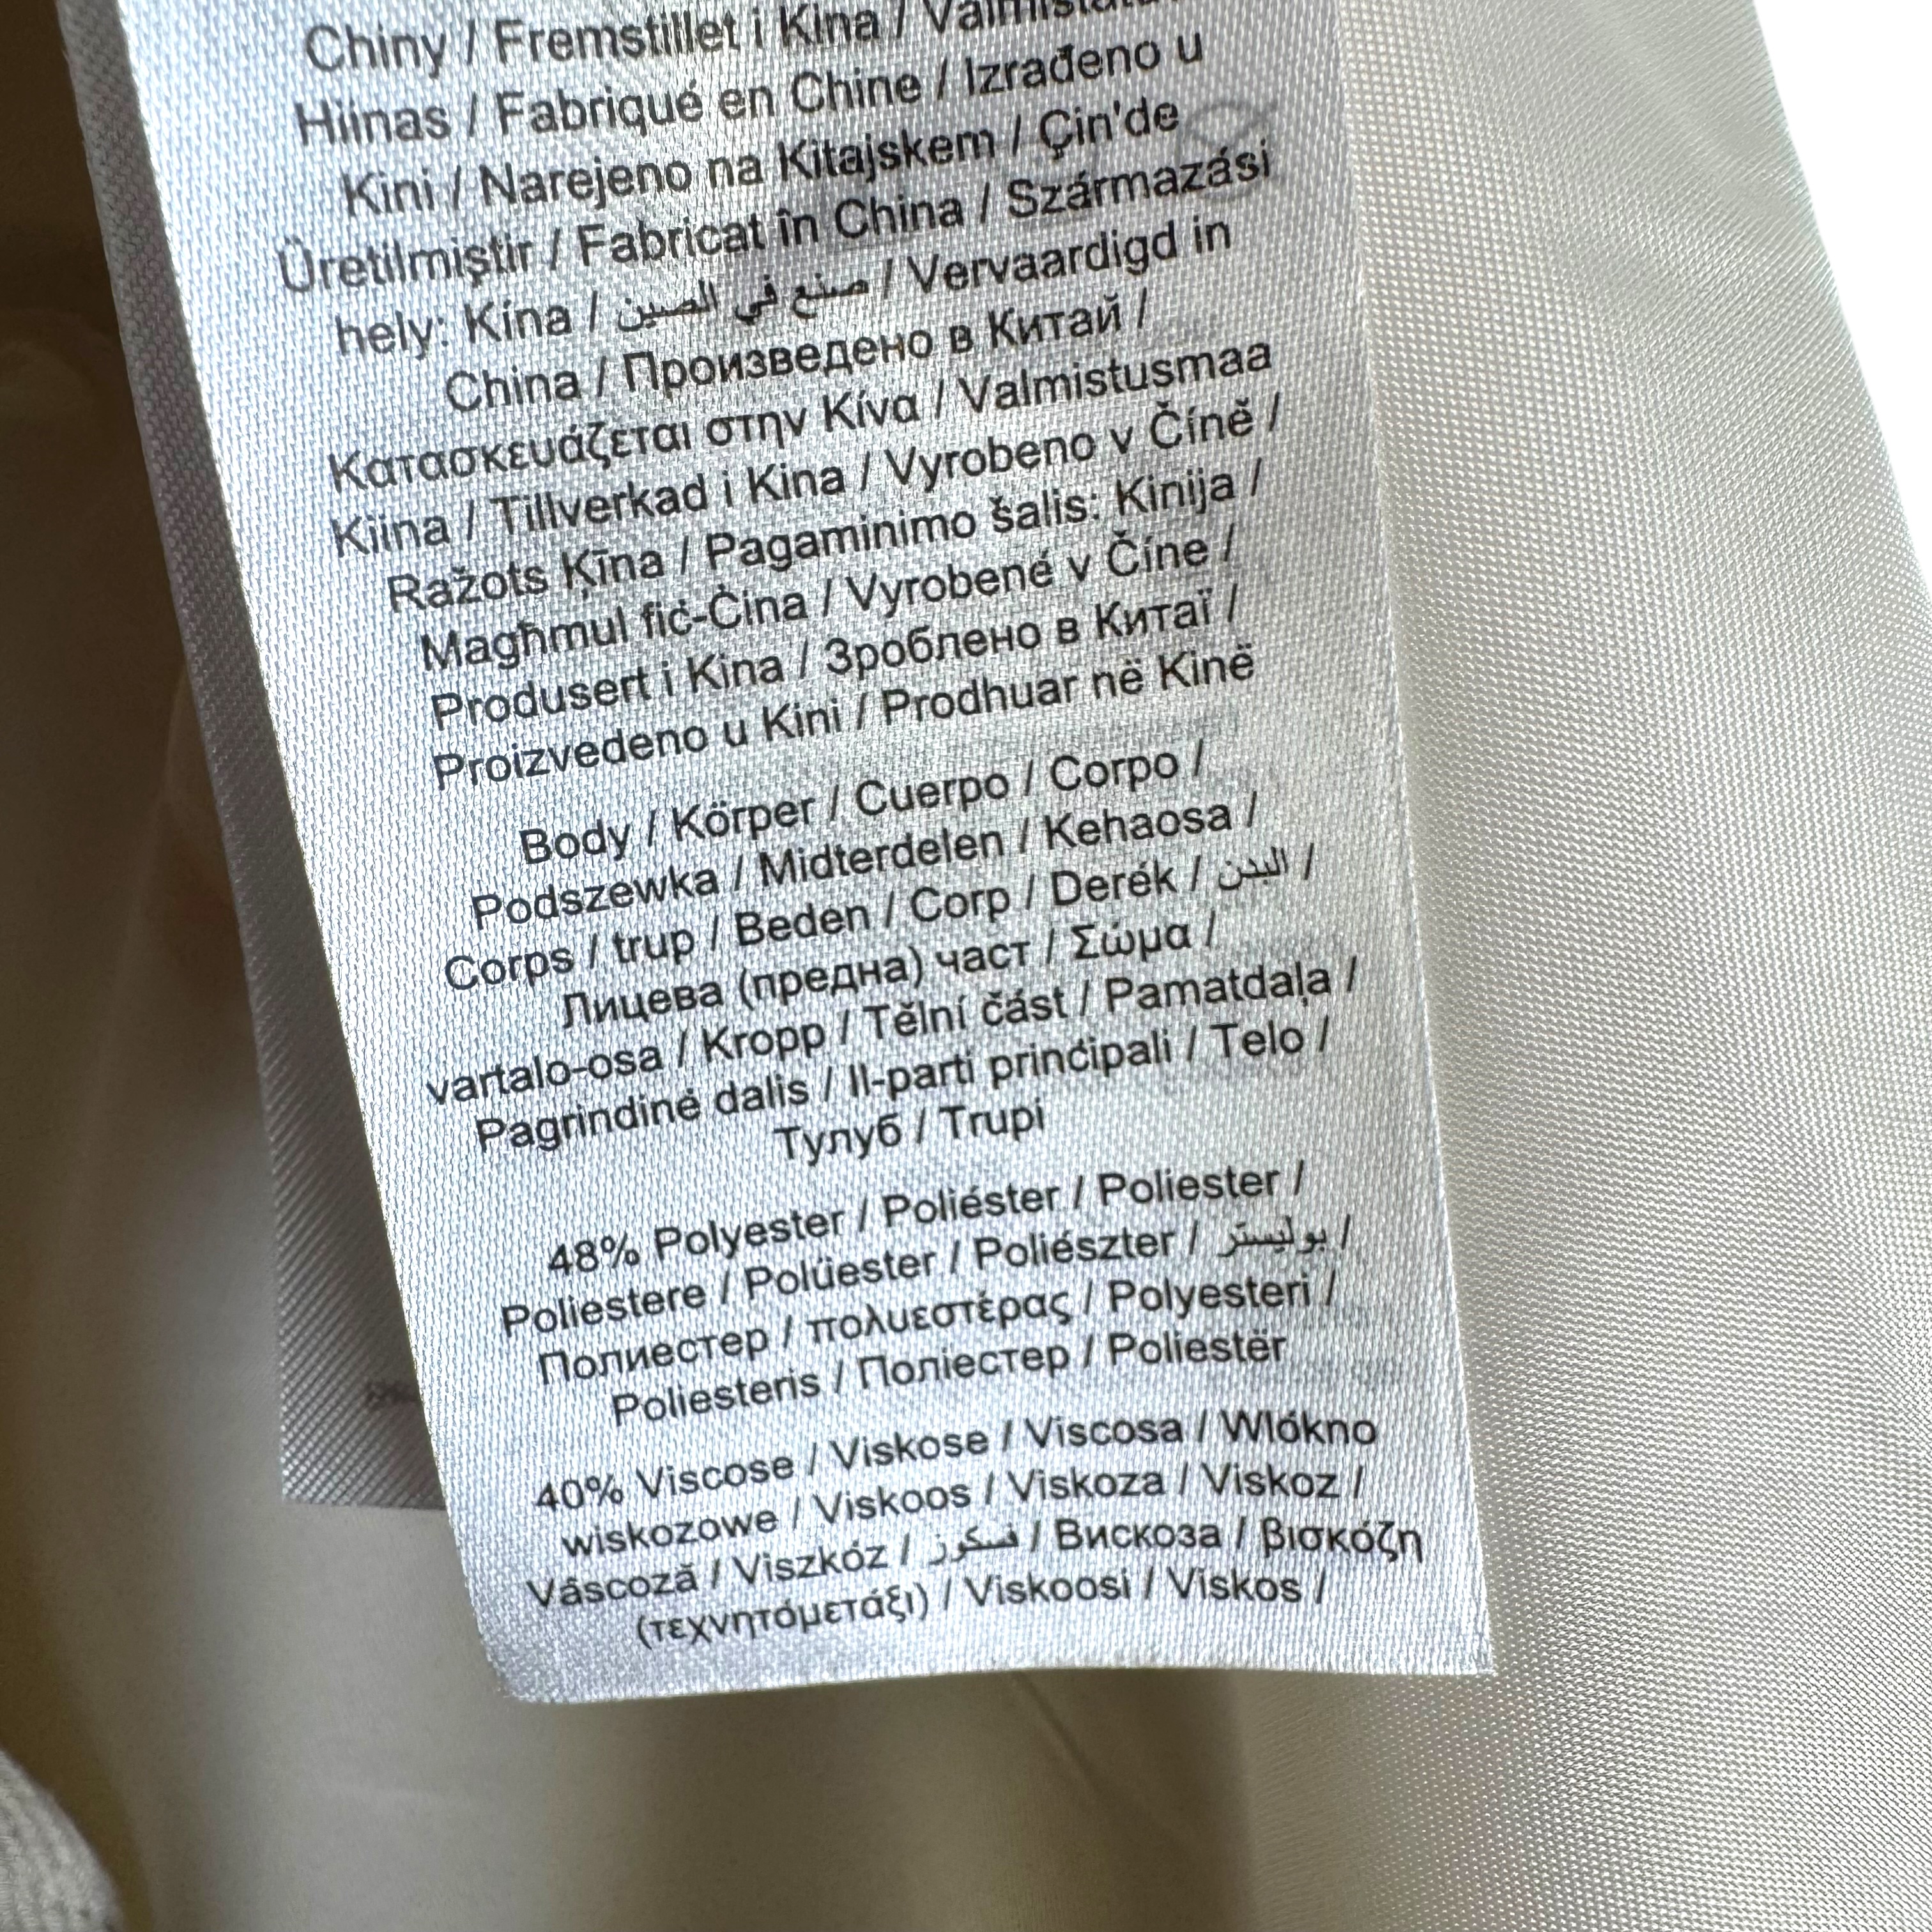 Chiny / Fremstillet i Kina /
Hiinas / Fabriqué en Chine / Izrađeno u
Kini / Narejeno na Kitajskem / Çin'de
Üretilmiştir / Fabricat în China / Származási
hely: Kína / صنع في الصين / Vervaardigd in
China / Произведено в Китай /
Κατασκευάζεται στην Κίνα / Valmistusmaa
Kiina / Tillverkad i Kina / Vyrobeno v Číně /
Ražots Ķīna / Pagaminimo šalis: Kinija /
Magħmul fiċ-Ċina / Vyrobené v Číne /
Produsert i Kina / Зроблено в Китаї /
Proizvedeno u Kini / Prodhuar në Kinë
Body / Körper / Cuerpo / Corpo /
Podszewka / Midterdelen / Kehaosa /
Corps / trup / Beden / Corp / Derék / البدن /
Лицева (предна) част / Σώμα /
vartalo-osa / Kropp / Tělní část / Pamatdaļa /
Pagrindinė dalis / Il-parti prinċipali / Telo /
Тулуб / Trupi
48% Polyester / Poliéster / Poliester /
Poliestere / Polüester / Poliészter / بوليستر /
Полиестер / πολυεστέρας / Polyesteri /
Poliesteris / Поліестер / Poliestër
40% Viscose / Viskose / Viscosa / Wlókno
wiskozowe / Viskoos / Viskoza / Viskoz /
Vâscoză / Viszkóz / فسكوز / Вискоза / βισκόζη
(τεχνητόμετάξι) / Viskoosi / Viskos /